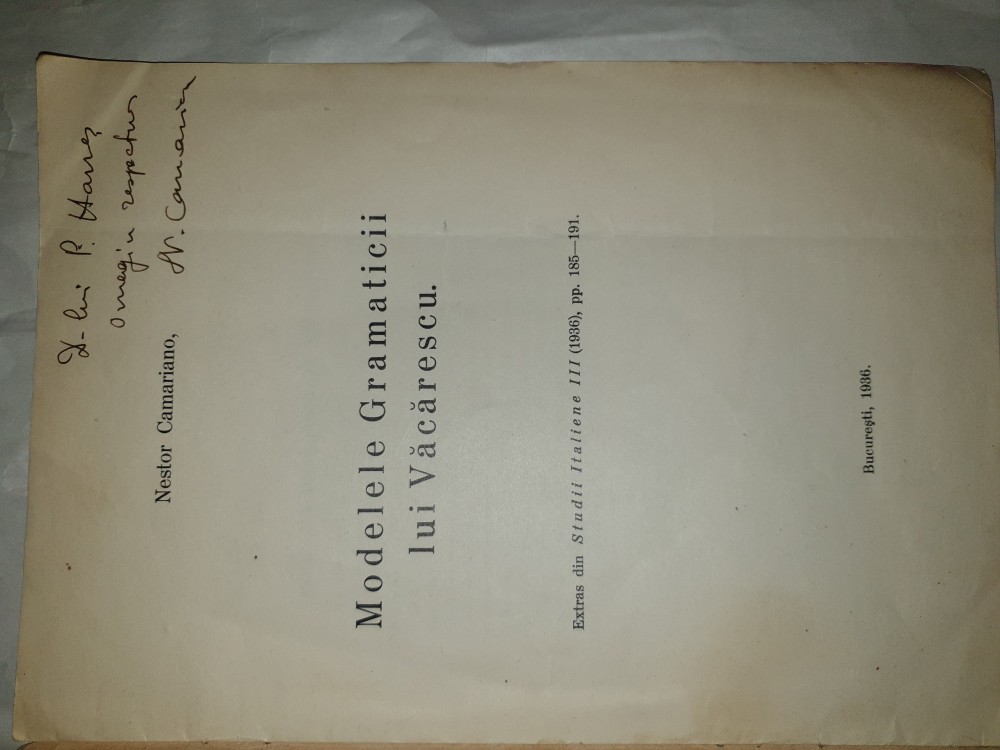 D-lui P. Haneș
omagiu respectuos
N. Camariano
Nestor Camariano,
Modelele Gramaticii
lui Văcărescu.
Extras din Studii Italiene III (1936), pp. 185—191.
București, 1936.